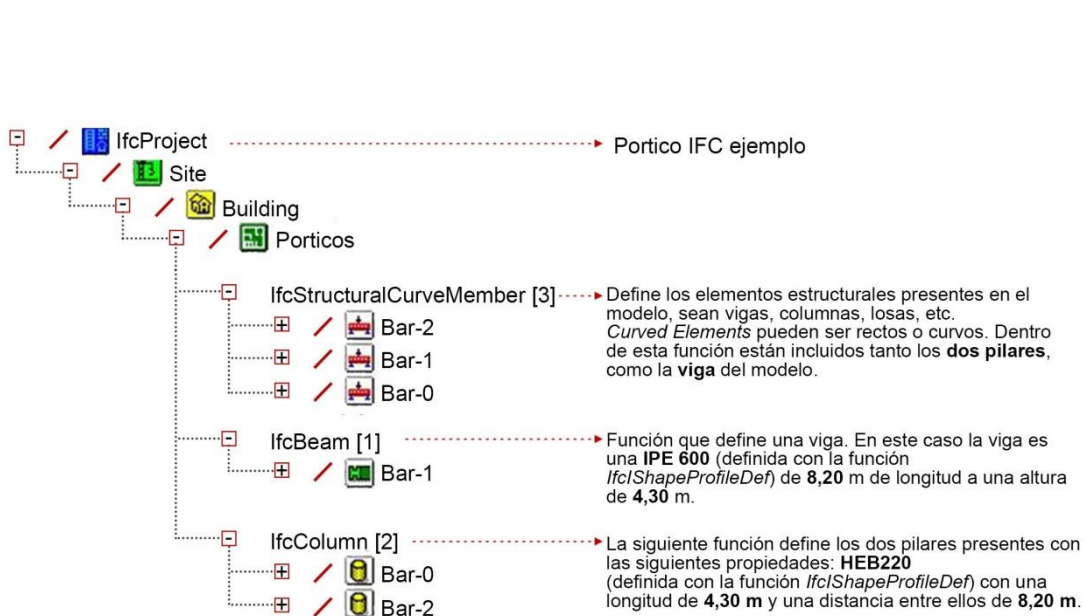 IfcProject
Portico IFC ejemplo
Site
Building
Porticos
IfcStructuralCurveMember [3]
Define los elementos estructurales presentes en el
modelo, sean vigas, columnas, losas, etc.
Curved Elements pueden ser rectos o curvos. Dentro
de esta función están incluidos tanto los dos pilares,
como la viga del modelo.
Bar-2
Bar-1
Bar-0
IfcBeam [1]
Función que define una viga. En este caso la viga es
una IPE 600 (definida con la función
IfcIShapeProfileDef) de 8,20 m de longitud a una altura
de 4,30 m.
Bar-1
IfcColumn [2]
La siguiente función define los dos pilares presentes con
las siguientes propiedades: HEB220
(definida con la función IfcIShapeProfileDef) con una
longitud de 4,30 m y una distancia entre ellos de 8,20 m.
Bar-0
Bar-2